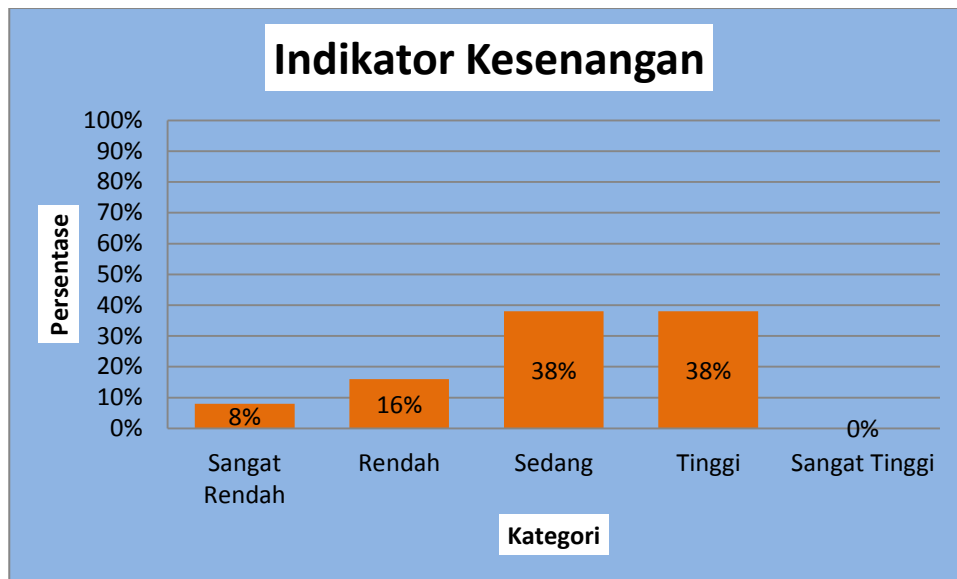 Indikator Kesenangan
100%
90%
80%
70%
60%
50%
40%
30%
20%
10%
0%
Persentase
8%
16%
38%
38%
0%
Sangat
Rendah
Rendah
Sedang
Tinggi
Sangat Tinggi
Kategori